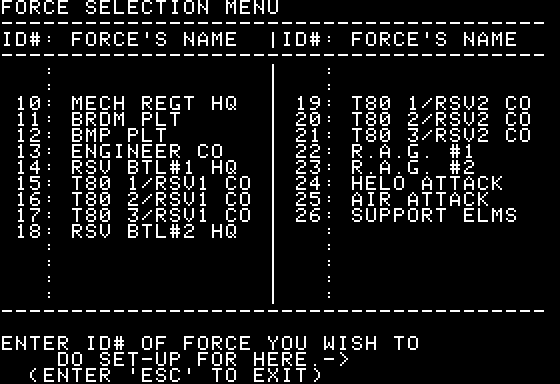 FORCE SELECTION MENU
ID#: FORCE'S NAME |ID#: FORCE'S NAME
: :
10: MECH REGT HQ 19: T80 1/RSV2 CO
11: BRDM PLT 20: T80 2/RSV2 CO
12: BMP PLT 21: T80 3/RSV2 CO
13: ENGINEER CO 22: R.A.G. #1
14: RSV BTL#1 HQ 23: R.A.G. #2
15: T80 1/RSV1 CO 24: HELO ATTACK
16: T80 2/RSV1 CO 25: AIR ATTACK
17: T80 3/RSV1 CO 26: SUPPORT ELMS
18: RSV BTL#2 HQ :
: :
: :
: :
: :
ENTER ID# OF FORCE YOU WISH TO
DO SET-UP FOR HERE.->
(ENTER 'ESC' TO EXIT)